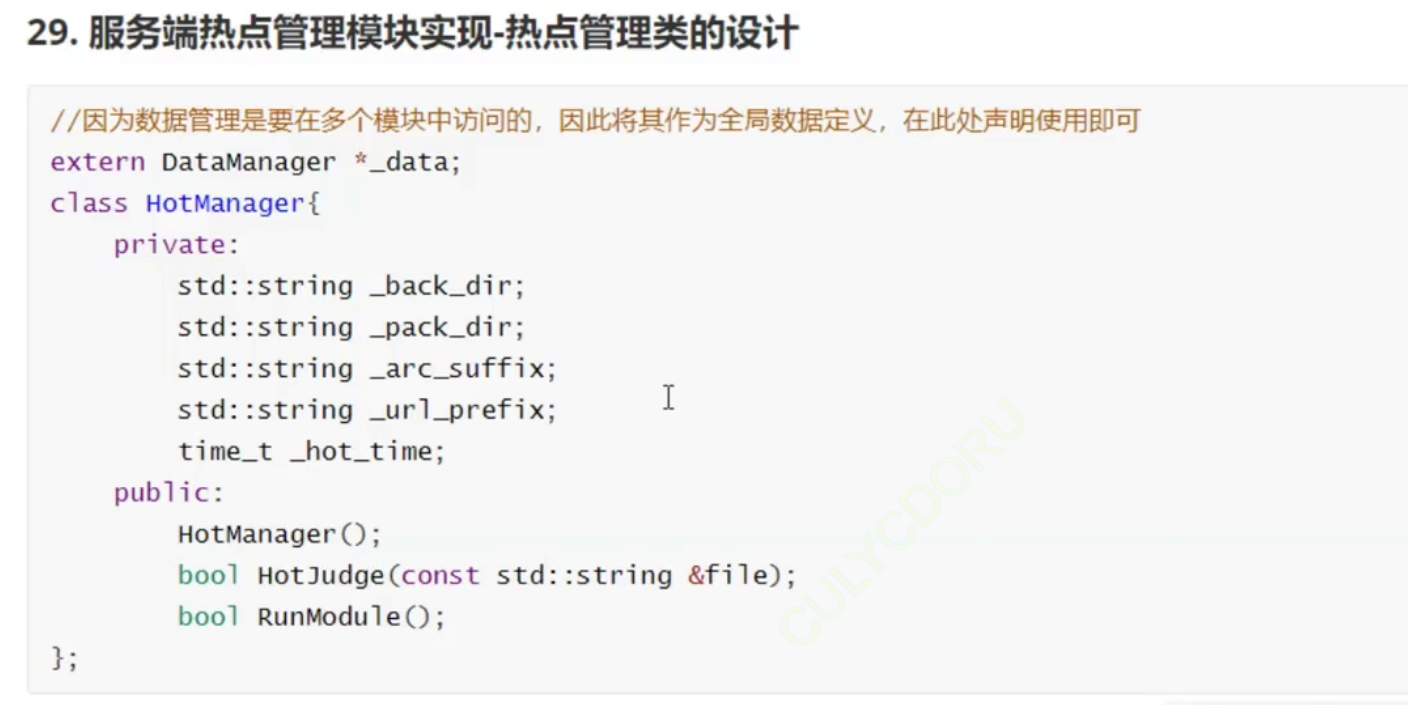 29. 服务端热点管理模块实现-热点管理类的设计
//因为数据管理是要在多个模块中访问的，因此将其作为全局数据定义，在此处声明使用即可
extern DataManager *_data;
class HotManager{
    private:
        std::string _back_dir;
        std::string _pack_dir;
        std::string _arc_suffix;
        std::string _url_prefix;
        time_t _hot_time;
    public:
        HotManager();
        bool HotJudge(const std::string &file);
        bool RunModule();
};
CULYCDORU